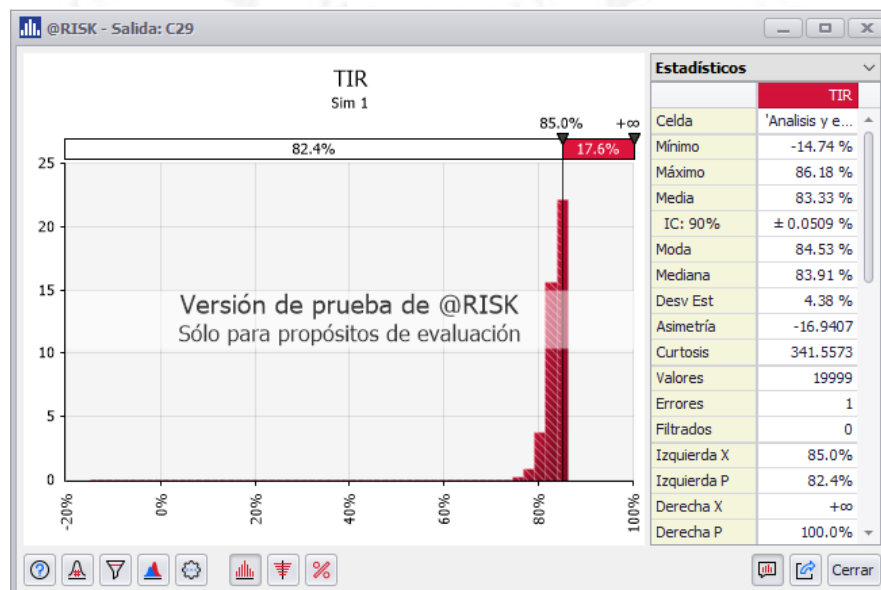 @RISK - Salida: C29
TIR
Sim 1
85.0% +∞
82.4% 17.6%
25
20
15
10
5
0
-20% 0% 20% 40% 60% 80% 100%
Versión de prueba de @RISK
Sólo para propósitos de evaluación
Estadísticos
TIR
Celda 'Analisis y e...
Mínimo -14.74 %
Máximo 86.18 %
Media 83.33 %
IC: 90% ± 0.0509 %
Moda 84.53 %
Mediana 83.91 %
Desv Est 4.38 %
Asimetría -16.9407
Curtosis 341.5573
Valores 19999
Errores 1
Filtrados 0
Izquierda X 85.0%
Izquierda P 82.4%
Derecha X +∞
Derecha P 100.0%
Cerrar